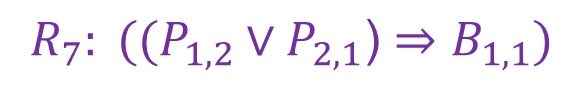 R₇: ((P₁,₂ ∨ P₂,₁) ⇒ B₁,₁)